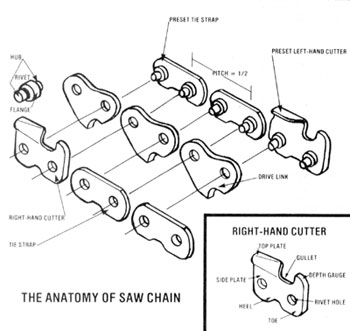 PRESET TIE STRAP
PRESET LEFT-HAND CUTTER
HUB
RIVET
FLANGE
PITCH = 1/2
DRIVE LINK
RIGHT-HAND CUTTER
TIE STRAP
THE ANATOMY OF SAW CHAIN
RIGHT-HAND CUTTER
TOP PLATE
GULLET
DEPTH GAUGE
SIDE PLATE
RIVET HOLE
HEEL
TOE